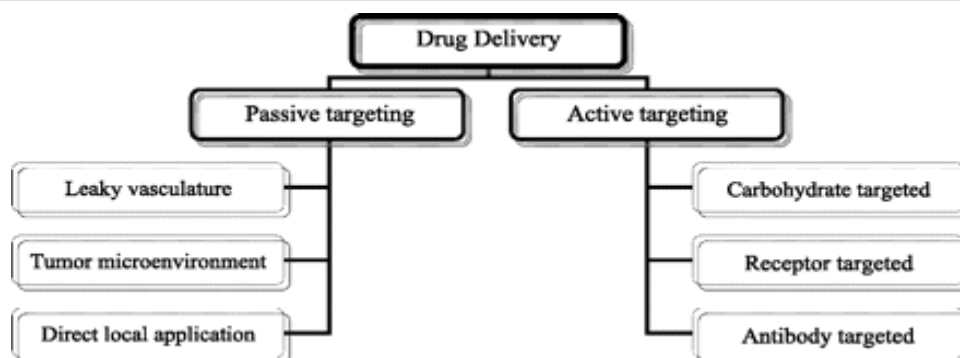 Drug Delivery
Passive targeting
Active targeting
Leaky vasculature
Carbohydrate targeted
Tumor microenvironment
Receptor targeted
Direct local application
Antibody targeted